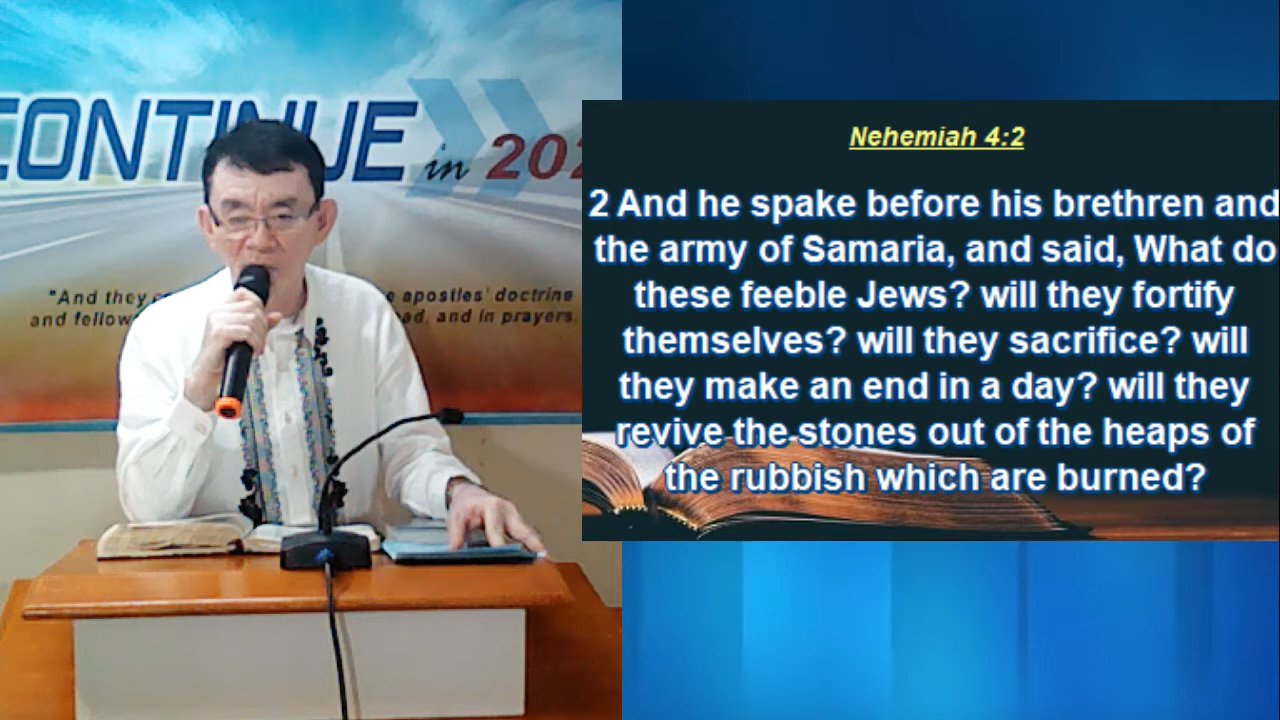 CONTINUE
in 202
"And they apostles' doctrine
and in prayers.
Nehemiah 4:2
2 And he spake before his brethren and
the army of Samaria, and said, What do
these feeble Jews? will they fortify
themselves? will they sacrifice? will
they make an end in a day? will they
revive the stones out of the heaps of
the rubbish which are burned?